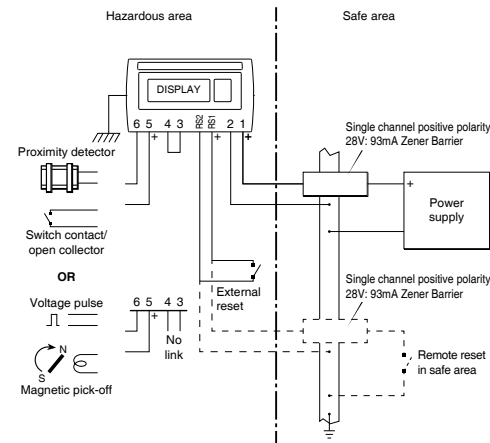 Hazardous area
Safe area
DISPLAY
6 5 + 4 3 RS2 RS1 + 2 1 +
Proximity detector
Switch contact/
open collector
OR
Voltage pulse
6 5 + 4 3
No
link
Magnetic pick-off
N
S
External
reset
Single channel positive polarity
28V: 93mA Zener Barrier
+
Power
supply
Single channel positive polarity
28V: 93mA Zener Barrier
Remote reset
in safe area